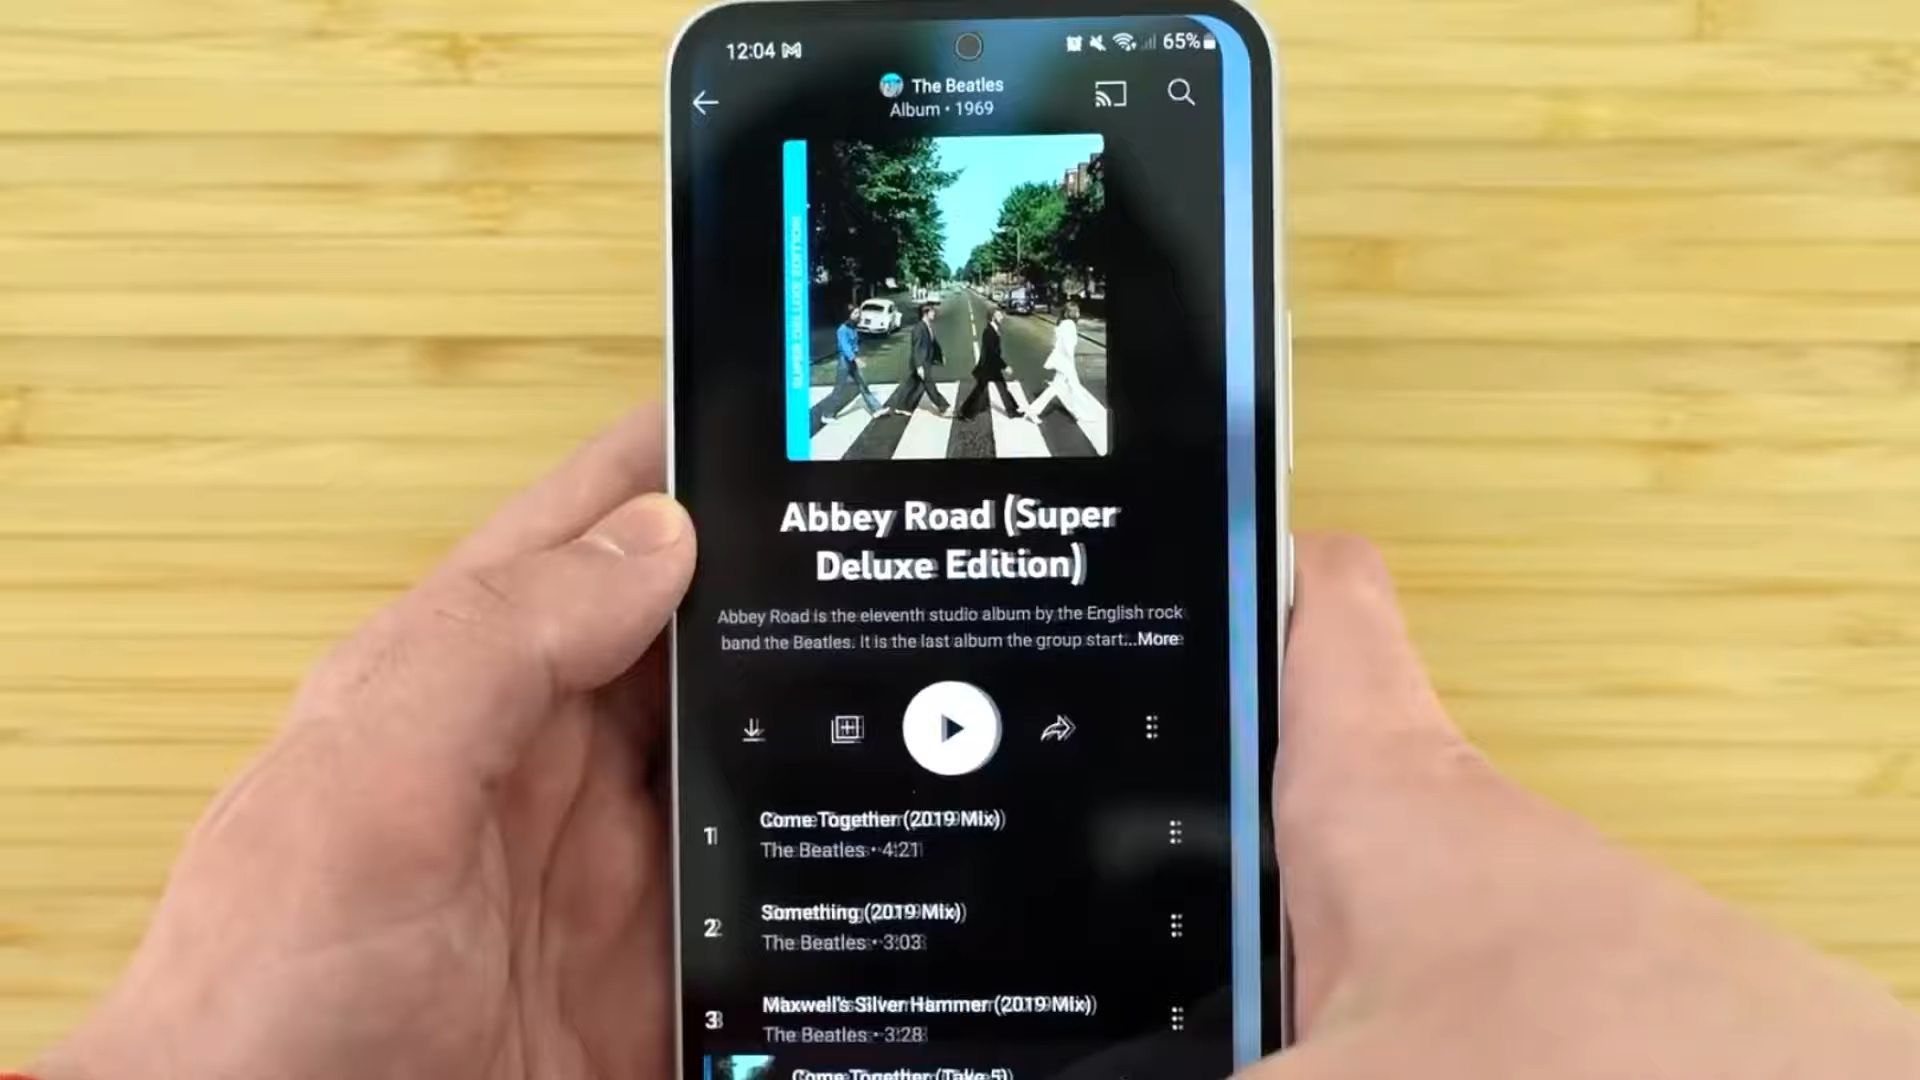 12:04
65%
The Beatles
Album • 1969
SUPER DELUXE EDITION
Abbey Road (Super
Deluxe Edition)
Abbey Road is the eleventh studio album by the English rock
band the Beatles. It is the last album the group start...More
1
Come Together (2019 Mix)
The Beatles • 4:21
2
Something (2019 Mix)
The Beatles • 3:03
3
Maxwell's Silver Hammer (2019 Mix)
The Beatles • 3:28
Come Together (Take 5)